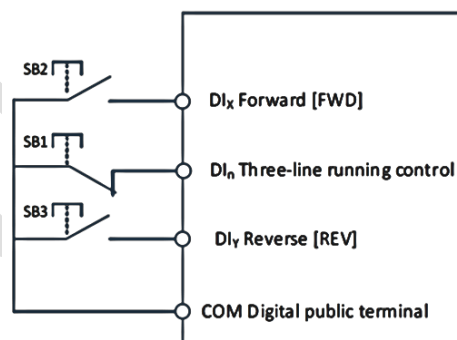 SB2
DIx Forward [FWD]
SB1
DIn Three-line running control
SB3
DIY Reverse [REV]
COM Digital public terminal